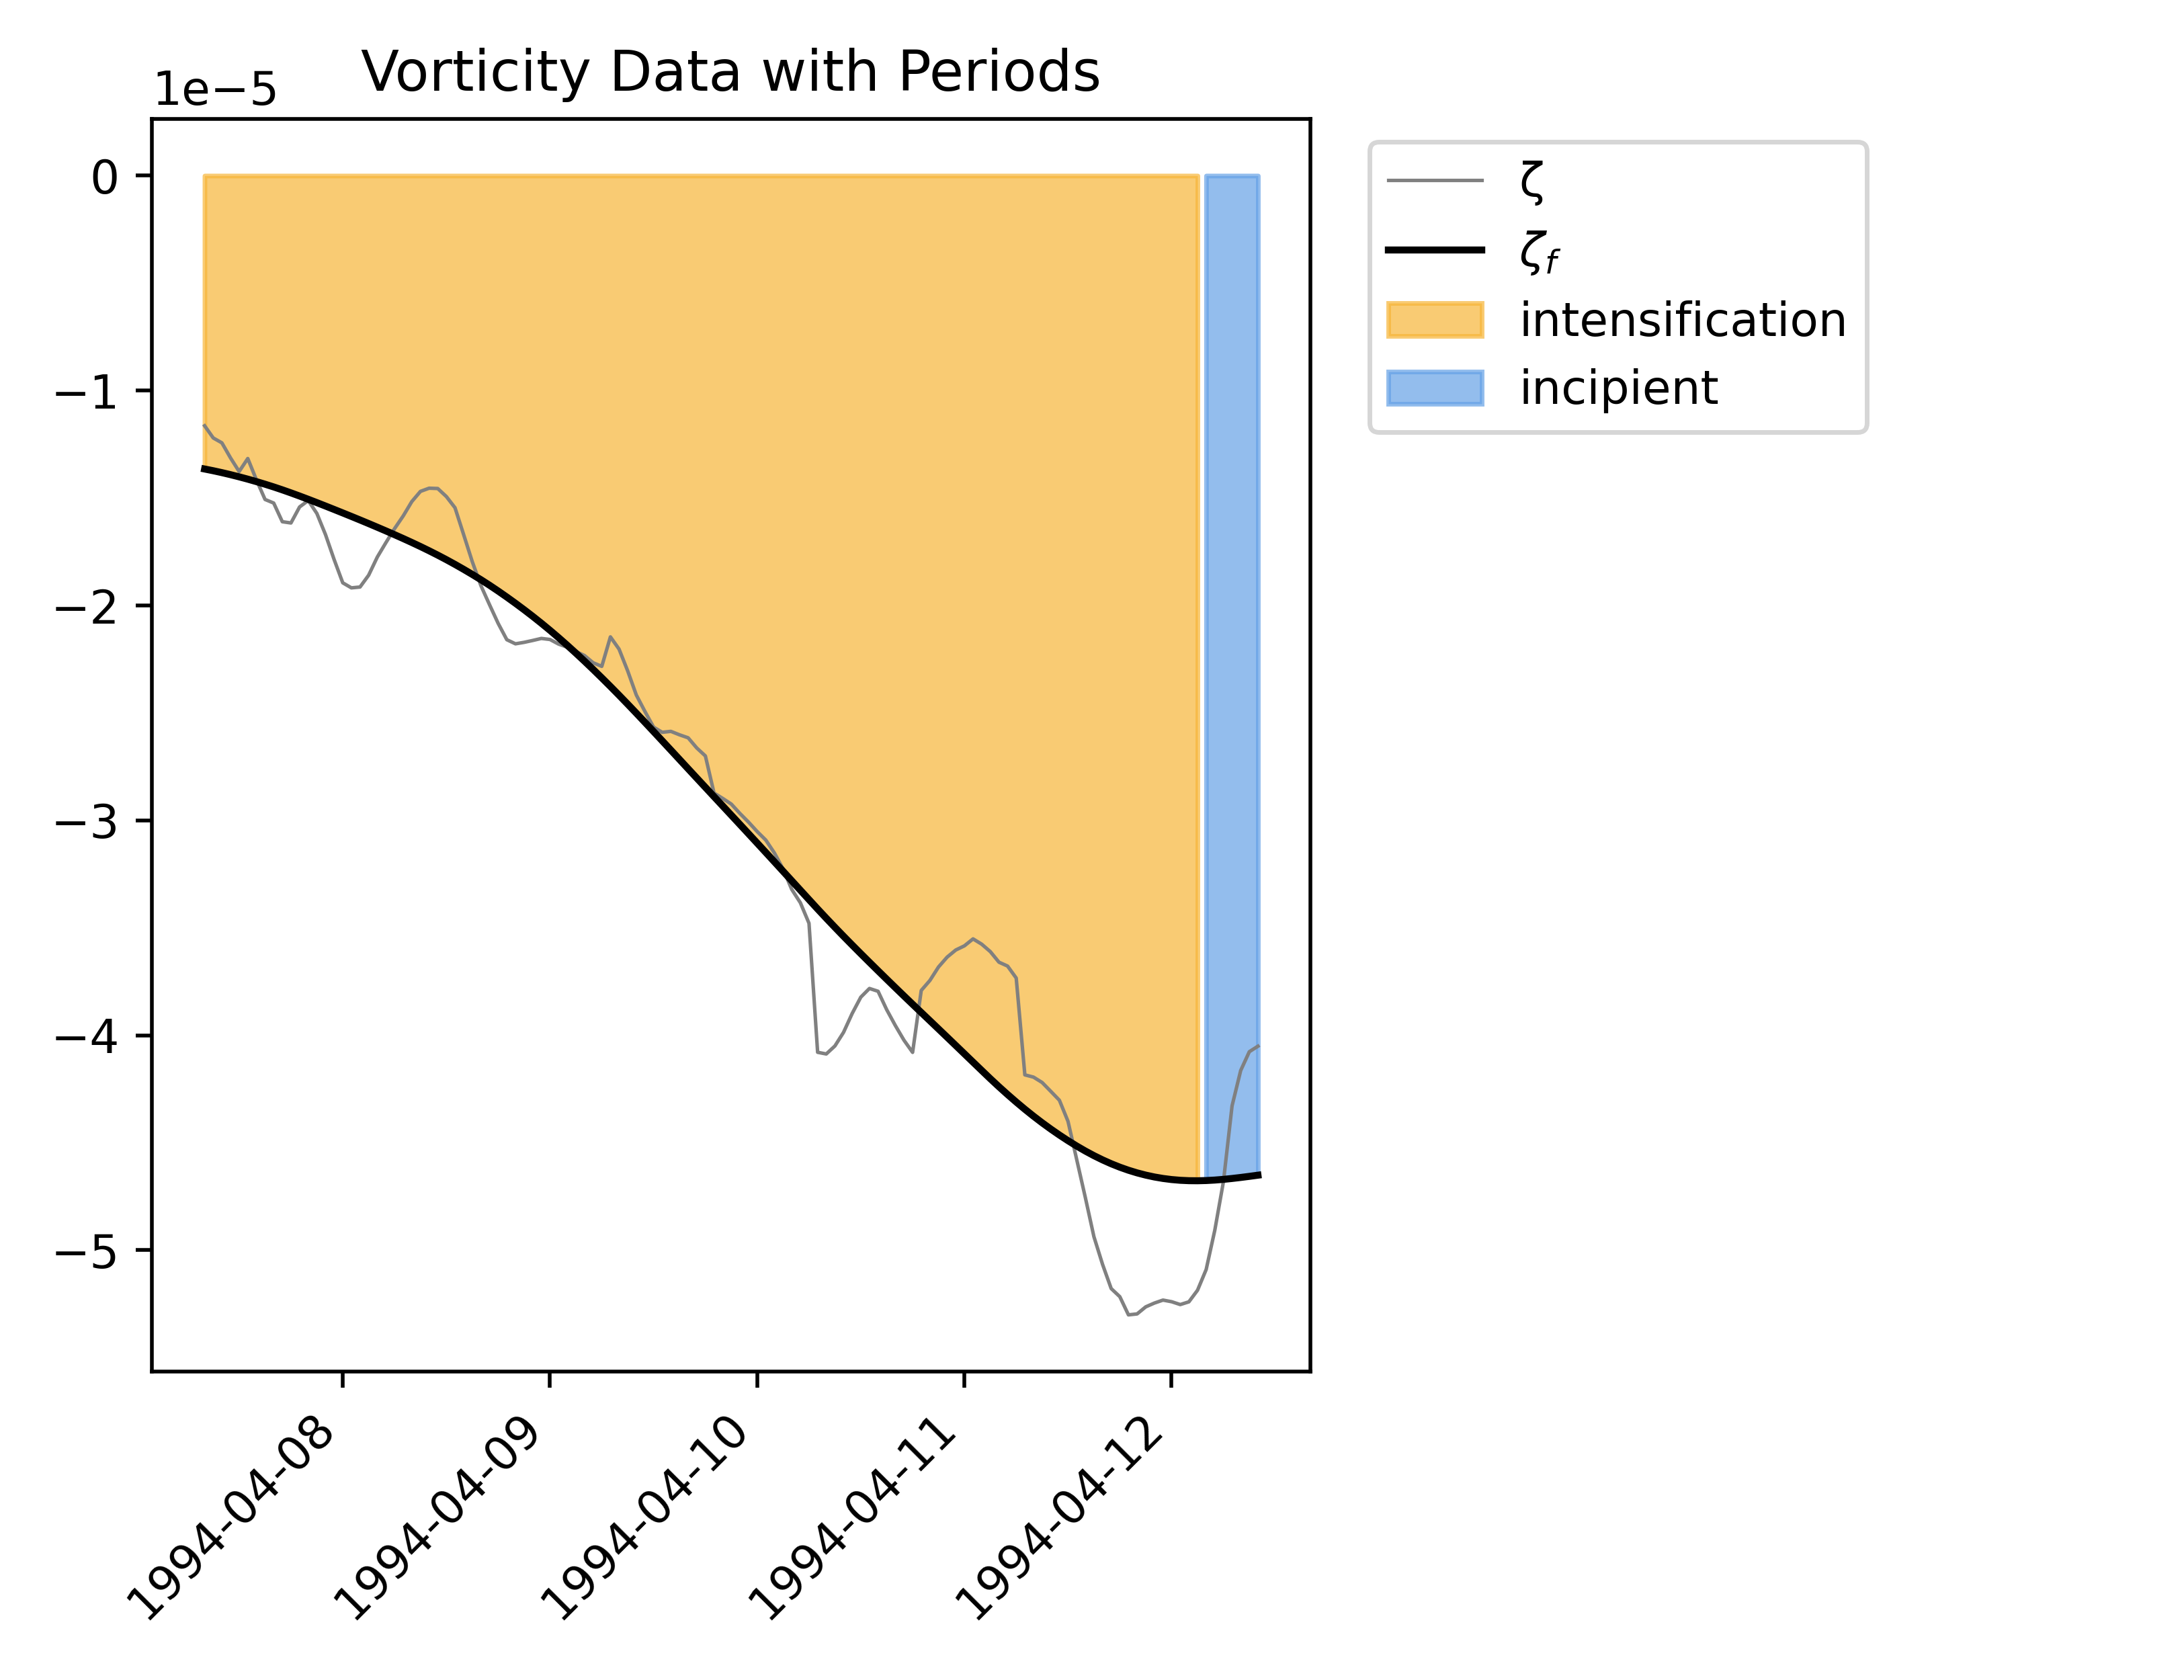 Vorticity Data with Periods
1e−5
0
−1
−2
−3
−4
−5
1994-04-08
1994-04-09
1994-04-10
1994-04-11
1994-04-12
ζ
ζf
intensification
incipient